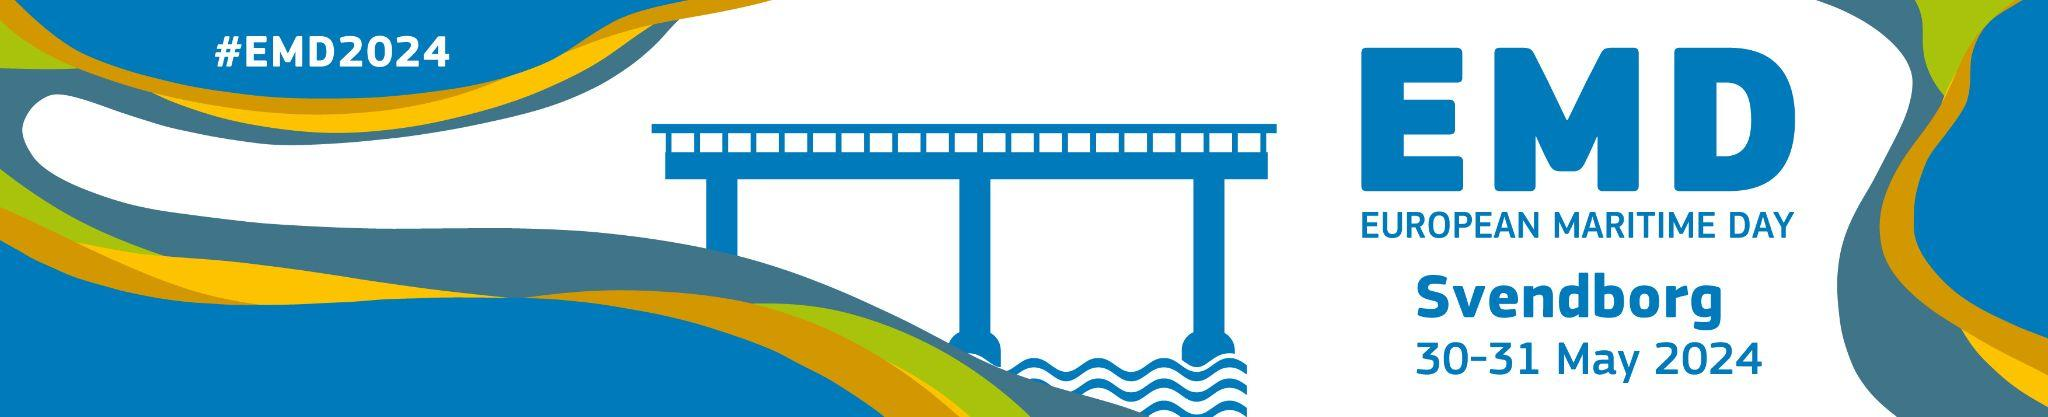 #EMD2024
EMD
EUROPEAN MARITIME DAY
Svendborg
30-31 May 2024